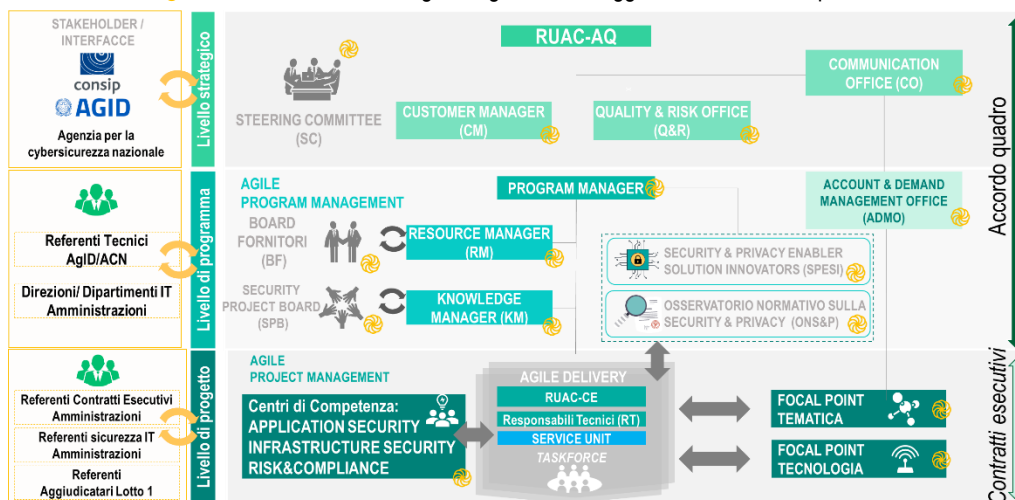 STAKEHOLDER /
INTERFACCE
consip
AGID
Agenzia per la
cybersicurezza nazionale
Livello strategico
RUAC-AQ
STEERING COMMITTEE
(SC)
CUSTOMER MANAGER
(CM)
QUALITY & RISK OFFICE
(Q&R)
COMMUNICATION
OFFICE (CO)
Accordo quadro
Referenti Tecnici
AgID/ACN
Direzioni/ Dipartimenti IT
Amministrazioni
Livello di programma
AGILE
PROGRAM MANAGEMENT
BOARD
FORNITORI
(BF)
SECURITY
PROJECT BOARD
(SPB)
PROGRAM MANAGER
RESOURCE MANAGER
(RM)
KNOWLEDGE
MANAGER (KM)
ACCOUNT & DEMAND
MANAGEMENT OFFICE
(ADMO)
SECURITY & PRIVACY ENABLER
SOLUTION INNOVATORS (SPESI)
OSSERVATORIO NORMATIVO SULLA
SECURITY & PRIVACY (ONS&P)
Referenti Contratti Esecutivi
Amministrazioni
Referenti sicurezza IT
Amministrazioni
Referenti
Aggiudicatari Lotto 1
Livello di progetto
AGILE
PROJECT MANAGEMENT
Centri di Competenza:
APPLICATION SECURITY
INFRASTRUCTURE SECURITY
RISK&COMPLIANCE
AGILE DELIVERY
RUAC-CE
Responsabili Tecnici (RT)
SERVICE UNIT
TASKFORCE
FOCAL POINT
TEMATICA
FOCAL POINT
TECNOLOGIA
Contratti esecutivi